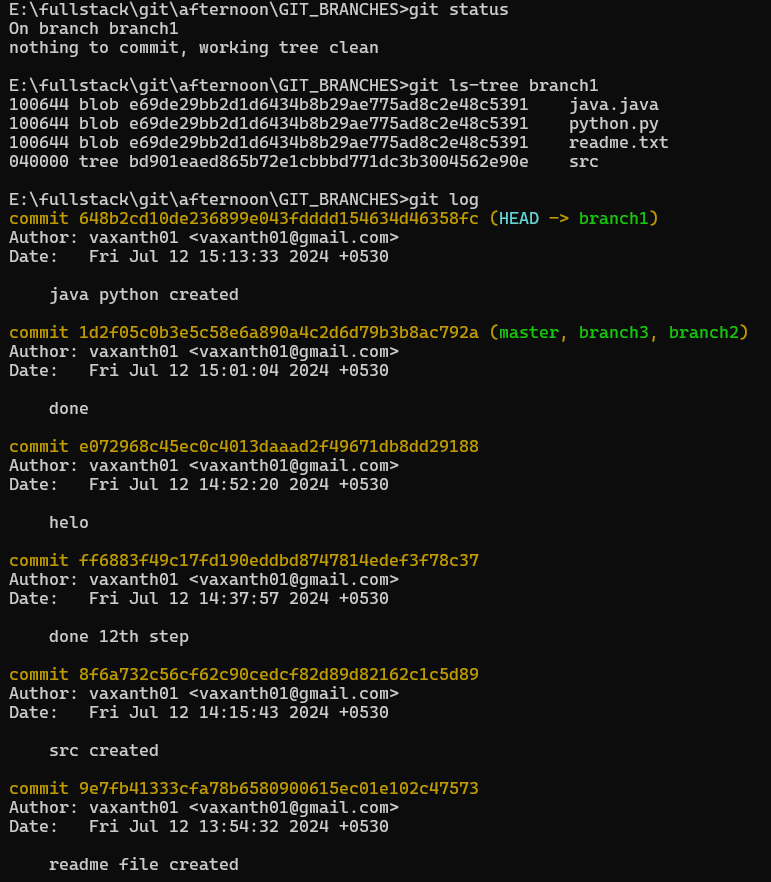 E:\fullstack\git\afternoon\GIT_BRANCHES>git status
On branch branch1
nothing to commit, working tree clean
E:\fullstack\git\afternoon\GIT_BRANCHES>git ls-tree branch1
100644 blob e69de29bb2d1d6434b8b29ae775ad8c2e48c5391    java.java
100644 blob e69de29bb2d1d6434b8b29ae775ad8c2e48c5391    python.py
100644 blob e69de29bb2d1d6434b8b29ae775ad8c2e48c5391    readme.txt
040000 tree bd901eaed865b72e1cbbbd771dc3b3004562e90e    src
E:\fullstack\git\afternoon\GIT_BRANCHES>git log
commit 648b2cd10de236899e043fdddd154634d46358fc (HEAD -> branch1)
Author: vaxanth01 <vaxanth01@gmail.com>
Date:   Fri Jul 12 15:13:33 2024 +0530
    java python created
commit 1d2f05c0b3e5c58e6a890a4c2d6d79b3b8ac792a (master, branch3, branch2)
Author: vaxanth01 <vaxanth01@gmail.com>
Date:   Fri Jul 12 15:01:04 2024 +0530
    done
commit e072968c45ec0c4013daaad2f49671db8dd29188
Author: vaxanth01 <vaxanth01@gmail.com>
Date:   Fri Jul 12 14:52:20 2024 +0530
    helo
commit ff6883f49c17fd190eddbd8747814edef3f78c37
Author: vaxanth01 <vaxanth01@gmail.com>
Date:   Fri Jul 12 14:37:57 2024 +0530
    done 12th step
commit 8f6a732c56cf62c90cedcf82d89d82162c1c5d89
Author: vaxanth01 <vaxanth01@gmail.com>
Date:   Fri Jul 12 14:15:43 2024 +0530
    src created
commit 9e7fb41333cfa78b6580900615ec01e102c47573
Author: vaxanth01 <vaxanth01@gmail.com>
Date:   Fri Jul 12 13:54:32 2024 +0530
    readme file created